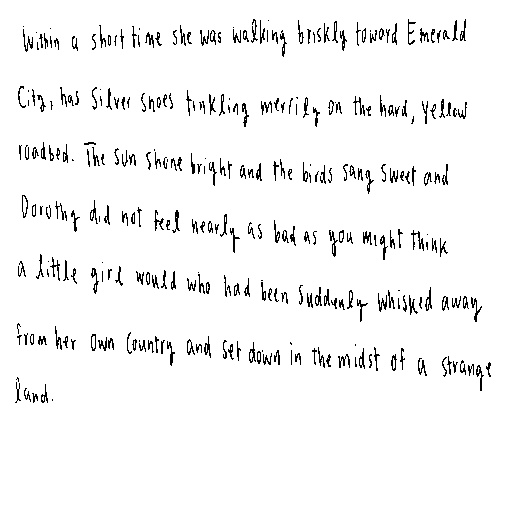 Within a short time she was walking briskly toward Emerald
City, has Silver shoes tinkling merrily on the hard, yellow
roadbed. The sun shone bright and the birds sang sweet and
Dorothy did not feel nearly as bad as you might think
a little girl would who had been suddenly whisked away
from her own country and set down in the midst of a strange
land.